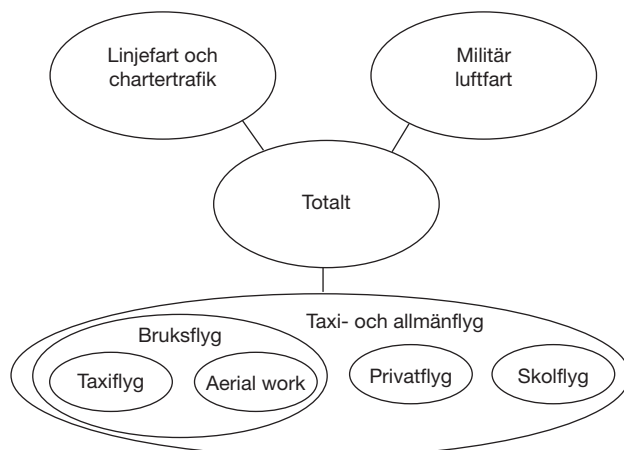 Linjefart och
chartertrafik
Militär
luftfart
Totalt
Taxi- och allmänflyg
Bruksflyg
Taxiflyg
Aerial work
Privatflyg
Skolflyg